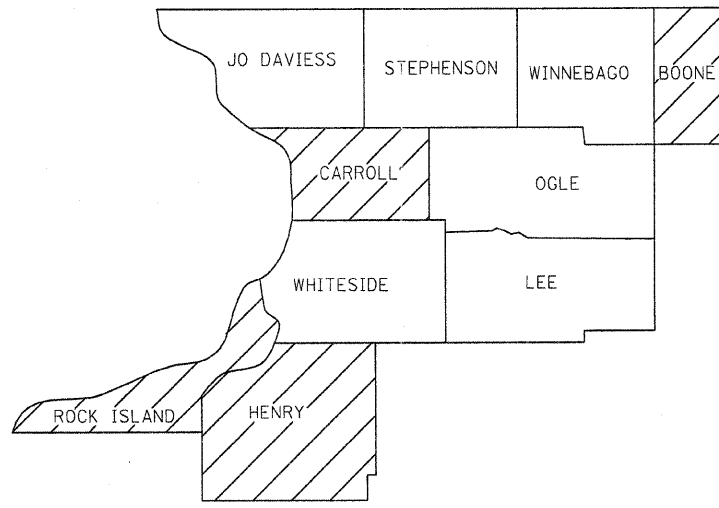 JO DAVIESS
STEPHENSON
WINNEBAGO
BOONE
CARROLL
OGLE
WHITESIDE
LEE
ROCK ISLAND
HENRY